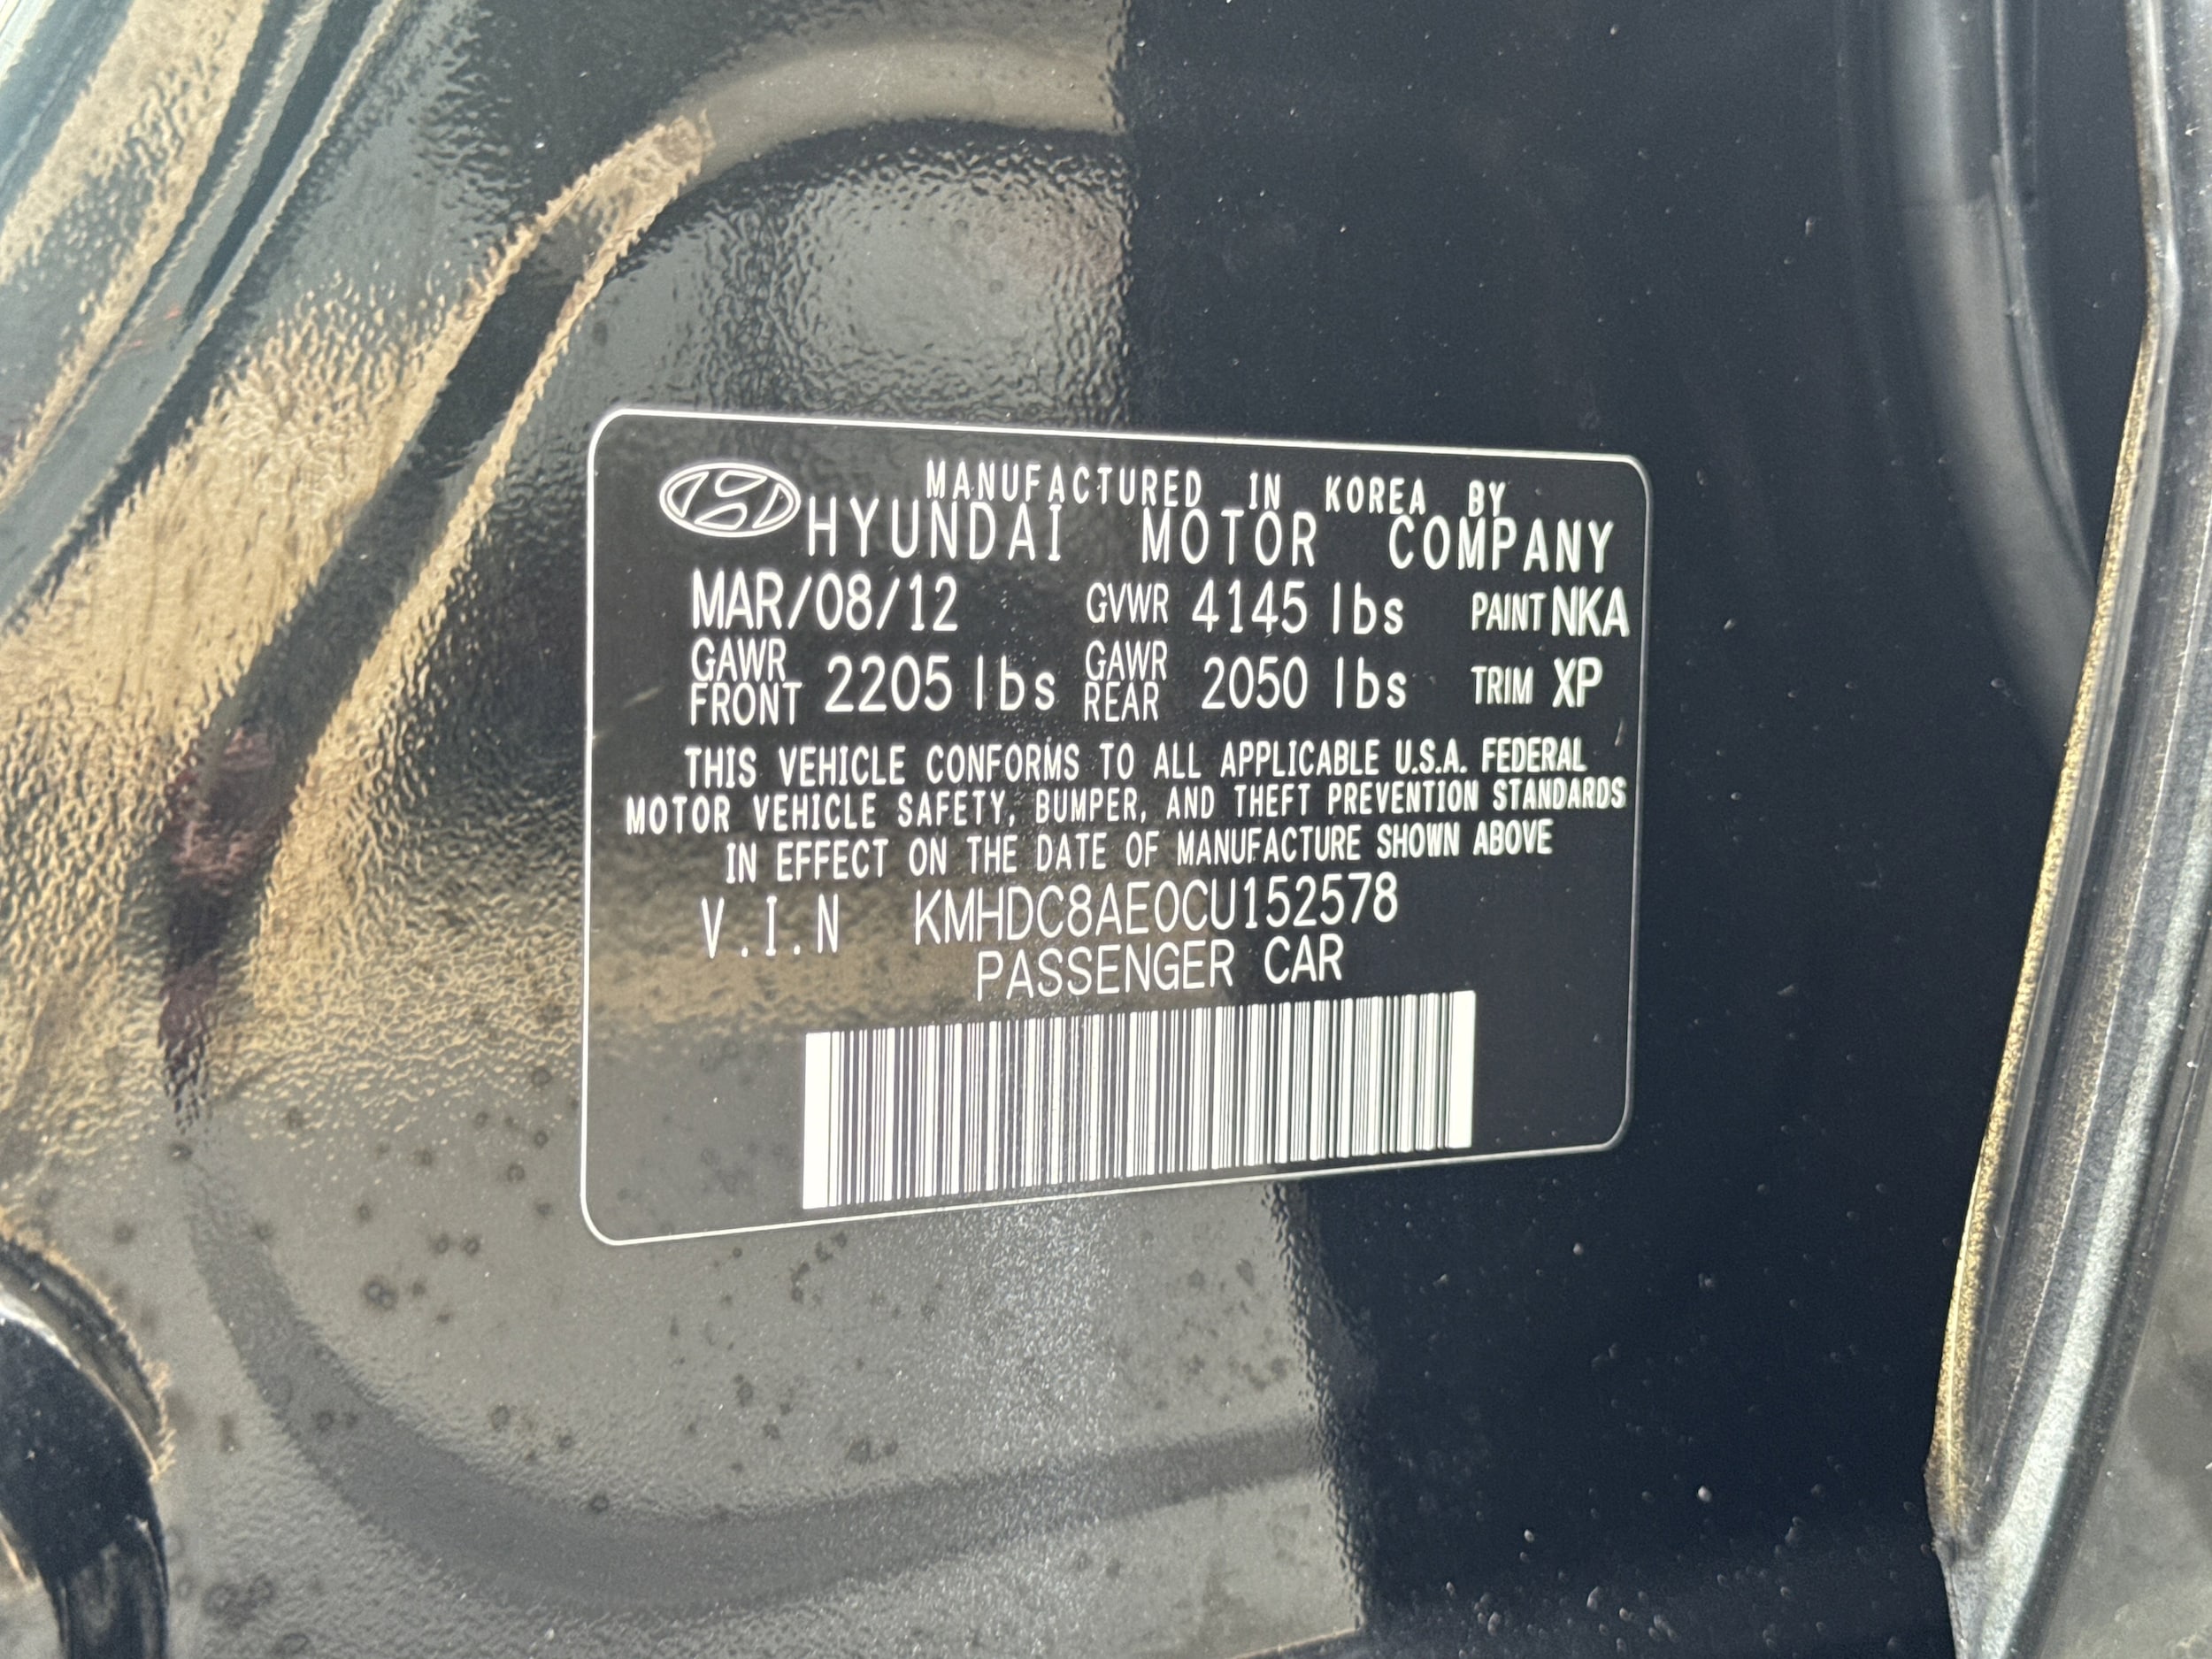 MANUFACTURED IN KOREA BY
HYUNDAI MOTOR COMPANY
MAR/08/12 GVWR 4145 lbs PAINT NKA
GAWR FRONT 2205 lbs GAWR REAR 2050 lbs TRIM XP
THIS VEHICLE CONFORMS TO ALL APPLICABLE U.S.A. FEDERAL
MOTOR VEHICLE SAFETY, BUMPER, AND THEFT PREVENTION STANDARDS
IN EFFECT ON THE DATE OF MANUFACTURE SHOWN ABOVE
V.I.N KMHDC8AE0CU152578
PASSENGER CAR